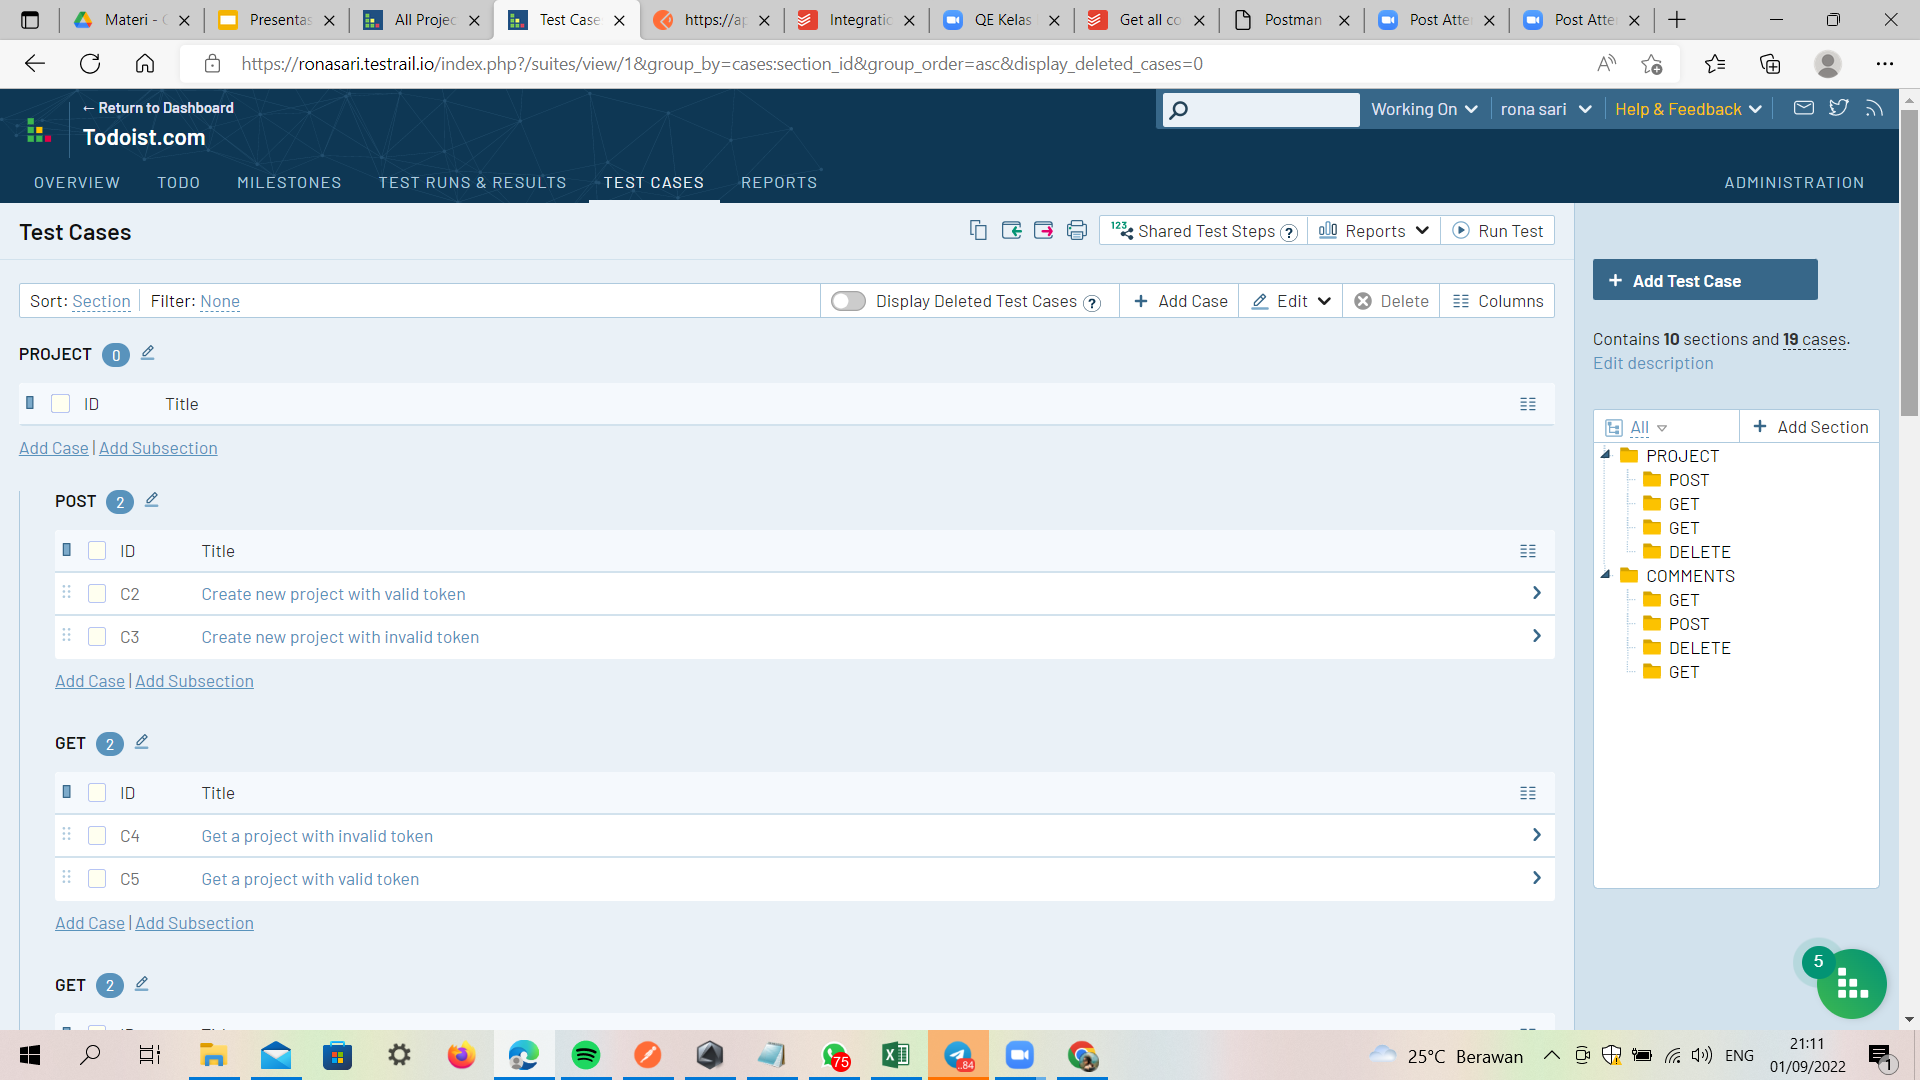 Materi - C
Presentas
All Projec
Test Case
https://ap
Integratio
QE Kelas
Get all co
Postman
Post Atte
Post Atte
https://ronasari.testrail.io/index.php?/suites/view/1&group_by=cases:section_id&group_order=asc&display_deleted_cases=0
← Return to Dashboard
Todoist.com
Working On
rona sari
Help & Feedback
OVERVIEW
TODO
MILESTONES
TEST RUNS & RESULTS
TEST CASES
REPORTS
ADMINISTRATION
Test Cases
123 Shared Test Steps ?
Reports
Run Test
Sort: Section
Filter: None
Display Deleted Test Cases ?
+ Add Case
Edit
Delete
Columns
PROJECT 0
ID Title
Add Case | Add Subsection
POST 2
ID Title
C2 Create new project with valid token
C3 Create new project with invalid token
Add Case | Add Subsection
GET 2
ID Title
C4 Get a project with invalid token
C5 Get a project with valid token
Add Case | Add Subsection
GET 2
+ Add Test Case
Contains 10 sections and 19 cases.
Edit description
All
+ Add Section
PROJECT
POST
GET
GET
DELETE
COMMENTS
GET
POST
DELETE
GET
5
75
..84
25°C Berawan
ENG
21:11
01/09/2022
1